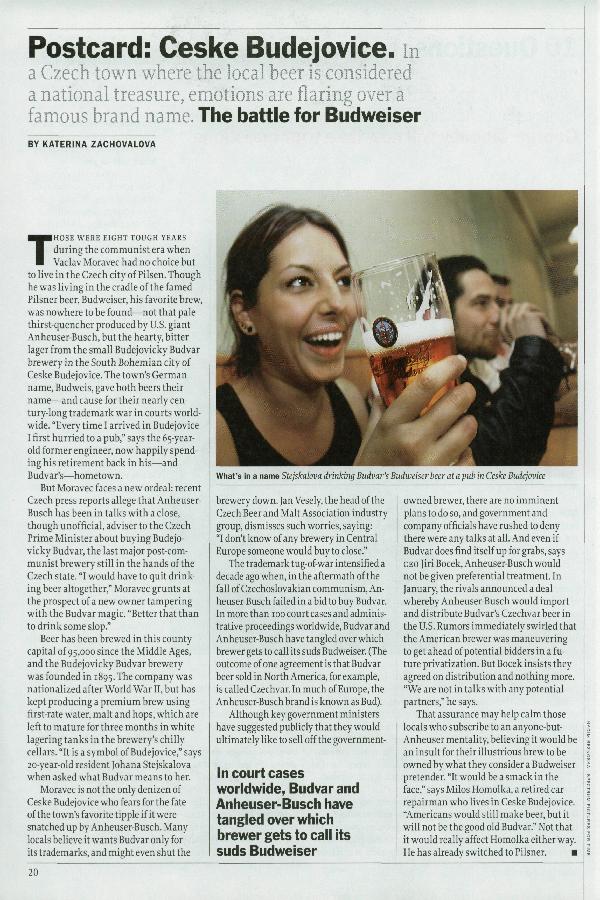 Postcard: Ceske Budejovice. In
a Czech town where the local beer is considered
a national treasure, emotions are flaring over a
famous brand name. The battle for Budweiser
BY KATERINA ZACHOVALOVA
THOSE WERE EIGHT TOUGH YEARS
during the communist era when
Vaclav Moravec had no choice but
to live in the Czech city of Pilsen. Though
he was living in the cradle of the famed
Pilsner beer, Budweiser, his favorite brew,
was nowhere to be found—not that pale
thirst-quencher produced by U.S. giant
Anheuser-Busch, but the hearty, bitter
lager from the small Budejovicky Budvar
brewery in the South Bohemian city of
Ceske Budejovice. The town's German
name, Budweis, gave both beers their
name—and cause for their nearly cen
tury-long trademark war in courts world-
wide. "Every time I arrived in Budejovice
I first hurried to a pub," says the 65-year-
old former engineer, now happily spend-
ing his retirement back in his—and
Budvar's—hometown.
But Moravec faces a new ordeal: recent
Czech press reports allege that Anheuser-
Busch has been in talks with a close,
though unofficial, adviser to the Czech
Prime Minister about buying Budejo-
vicky Budvar, the last major post-com-
munist brewery still in the hands of the
Czech state. "I would have to quit drink-
ing beer altogether," Moravec grunts at
the prospect of a new owner tampering
with the Budvar magic. "Better that than
to drink some slop."
Beer has been brewed in this county
capital of 95,000 since the Middle Ages,
and the Budejovicky Budvar brewery
was founded in 1895. The company was
nationalized after World War II, but has
kept producing a premium brew using
first-rate water, malt and hops, which are
left to mature for three months in white
lagering tanks in the brewery's chilly
cellars. "It is a symbol of Budejovice," says
20-year-old resident Johana Stejskalova
when asked what Budvar means to her.
Moravec is not the only denizen of
Ceske Budejovice who fears for the fate
of the town's favorite tipple if it were
snatched up by Anheuser-Busch. Many
locals believe it wants Budvar only for
its trademarks, and might even shut the
What's in a name Stejskalova drinking Budvar's Budweiser beer at a pub in Ceske Budejovice
brewery down. Jan Vesely, the head of the
Czech Beer and Malt Association industry
group, dismisses such worries, saying:
"I don't know of any brewery in Central
Europe someone would buy to close."
The trademark tug-of-war intensified a
decade ago when, in the aftermath of the
fall of Czechoslovakian communism, An-
heuser Busch failed in a bid to buy Budvar.
In more than 100 court cases and adminis-
trative proceedings worldwide, Budvar and
Anheuser-Busch have tangled over which
brewer gets to call its suds Budweiser. (The
outcome of one agreement is that Budvar
beer sold in North America, for example,
is called Czechvar. In much of Europe, the
Anheuser-Busch brand is known as Bud).
Although key government ministers
have suggested publicly that they would
ultimately like to sell off the government-
In court cases
worldwide, Budvar and
Anheuser-Busch have
tangled over which
brewer gets to call its
suds Budweiser
owned brewer, there are no imminent
plans to do so, and government and
company officials have rushed to deny
there were any talks at all. And even if
Budvar does find itself up for grabs, says
CEO Jiri Bocek, Anheuser-Busch would
not be given preferential treatment. In
January, the rivals announced a deal
whereby Anheuser-Busch would import
and distribute Budvar's Czechvar beer in
the U.S. Rumors immediately swirled that
the American brewer was maneuvering
to get ahead of potential bidders in a fu-
ture privatization. But Bocek insists they
agreed on distribution and nothing more.
"We are not in talks with any potential
partners," he says.
That assurance may help calm those
locals who subscribe to an anyone-but-
Anheuser mentality, believing it would be
an insult for their illustrious brew to be
owned by what they consider a Budweiser
pretender. "It would be a smack in the
face," says Milos Homolka, a retired car
repairman who lives in Ceske Budejovice.
"Americans would still make beer, but it
will not be the good old Budvar." Not that
it would really affect Homolka either way.
He has already switched to Pilsner.
20